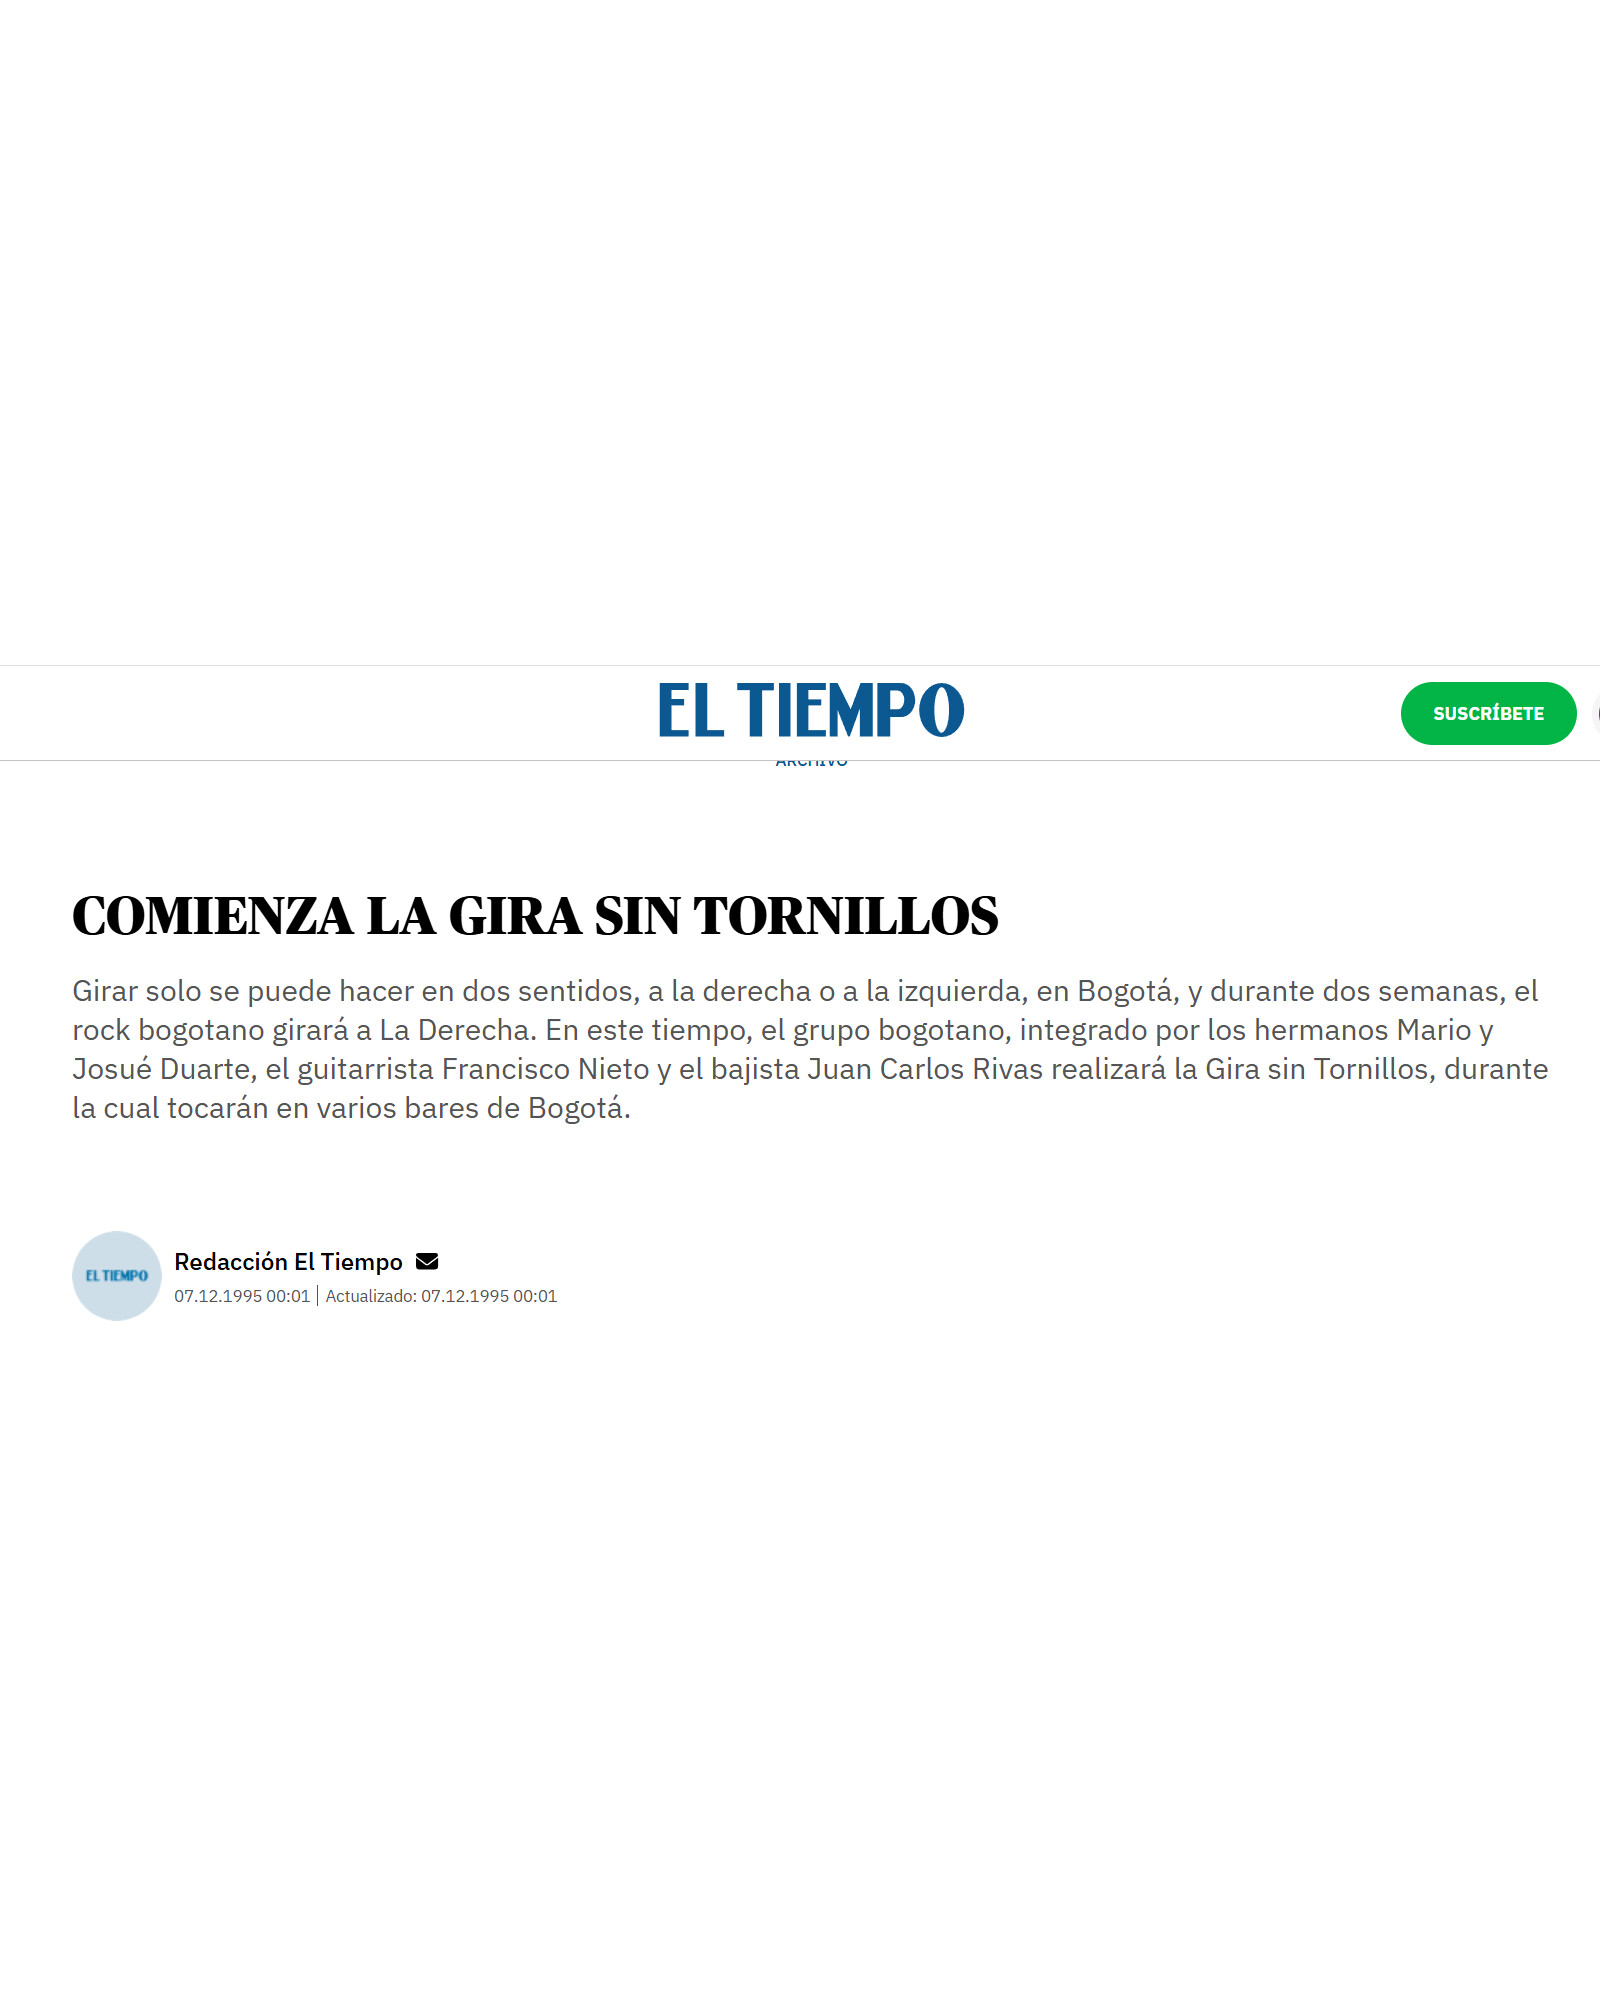 EL TIEMPO
SUSCRÍBETE
ARCHIVO
COMIENZA LA GIRA SIN TORNILLOS
Girar solo se puede hacer en dos sentidos, a la derecha o a la izquierda, en Bogotá, y durante dos semanas, el
rock bogotano girará a La Derecha. En este tiempo, el grupo bogotano, integrado por los hermanos Mario y
Josué Duarte, el guitarrista Francisco Nieto y el bajista Juan Carlos Rivas realizará la Gira sin Tornillos, durante
la cual tocarán en varios bares de Bogotá.
EL TIEMPO
Redacción El Tiempo
07.12.1995 00:01 | Actualizado: 07.12.1995 00:01